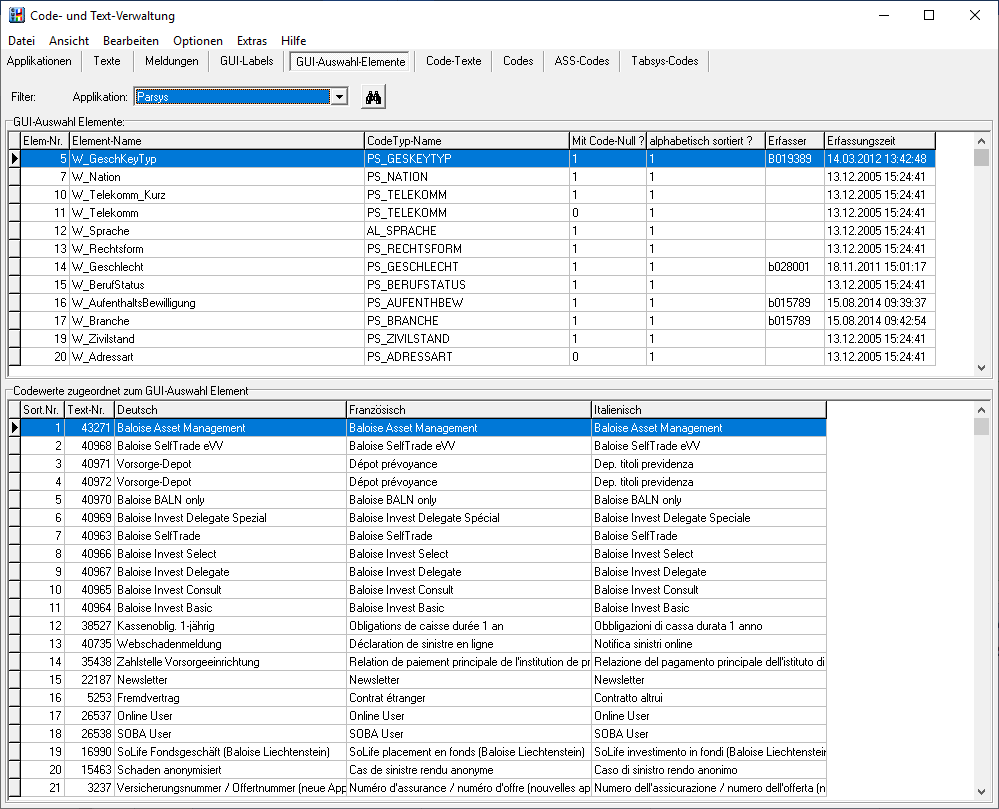 Code- und Text-Verwaltung
Datei Ansicht Bearbeiten Optionen Extras Hilfe
Applikationen Texte Meldungen GUI-Labels GUI-Auswahl-Elemente Code-Texte Codes ASS-Codes Tabsys-Codes
Filter: Applikation: Parsys
GUI-Auswahl Elemente:
Elem-Nr. Element-Name CodeTyp-Name Mit Code-Null ? alphabetisch sortiert ? Erfasser Erfassungszeit
5 W_GeschKeyTyp PS_GESKEYTYP 1 1 B019389 14.03.2012 13:42:48
7 W_Nation PS_NATION 1 1 13.12.2005 15:24:41
10 W_Telekomm_Kurz PS_TELEKOMM 1 1 13.12.2005 15:24:41
11 W_Telekomm PS_TELEKOMM 0 1 13.12.2005 15:24:41
12 W_Sprache AL_SPRACHE 1 1 13.12.2005 15:24:41
13 W_Rechtsform PS_RECHTSFORM 1 1 13.12.2005 15:24:41
14 W_Geschlecht PS_GESCHLECHT 1 1 b028001 18.11.2011 15:01:17
15 W_BerufStatus PS_BERUFSTATUS 1 1 13.12.2005 15:24:41
16 W_AufenthaltsBewilligung PS_AUFENTHBEW 1 1 b015789 15.08.2014 09:39:37
17 W_Branche PS_BRANCHE 1 1 b015789 15.08.2014 09:42:54
19 W_Zivilstand PS_ZIVILSTAND 1 1 13.12.2005 15:24:41
20 W_Adressart PS_ADRESSART 0 1 13.12.2005 15:24:41
Codewerte zugeordnet zum GUI-Auswahl Element
Sort.Nr. Text-Nr. Deutsch Französisch Italienisch
1 43271 Baloise Asset Management Baloise Asset Management Baloise Asset Management
2 40968 Baloise SelfTrade eVV Baloise SelfTrade eVV Baloise SelfTrade eVV
3 40971 Vorsorge-Depot Dépot prévoyance Dep. titoli previdenza
4 40972 Vorsorge-Depot Dépot prévoyance Dep. titoli previdenza
5 40970 Baloise BALN only Baloise BALN only Baloise BALN only
6 40969 Baloise Invest Delegate Spezial Baloise Invest Delegate Spécial Baloise Invest Delegate Speciale
7 40963 Baloise SelfTrade Baloise SelfTrade Baloise SelfTrade
8 40966 Baloise Invest Select Baloise Invest Select Baloise Invest Select
9 40967 Baloise Invest Delegate Baloise Invest Delegate Baloise Invest Delegate
10 40965 Baloise Invest Consult Baloise Invest Consult Baloise Invest Consult
11 40964 Baloise Invest Basic Baloise Invest Basic Baloise Invest Basic
12 38527 Kassenoblig. 1-jährig Obligations de caisse durée 1 an Obbligazioni di cassa durata 1 anno
13 40735 Webschadenmeldung Déclaration de sinistre en ligne Notifica sinistri online
14 35438 Zahlstelle Vorsorgeeinrichtung Relation de paiement principale de l'institution de pr Relazione del pagamento principale dell'istituto di
15 22187 Newsletter Newsletter Newsletter
16 5253 Fremdvertrag Contrat étranger Contratto altrui
17 26537 Online User Online User Online User
18 26538 SOBA User SOBA User SOBA User
19 16990 SoLife Fondsgeschäft (Baloise Liechtenstein) SoLife placement en fonds (Baloise Liechtenstein) SoLife investimento in fondi (Baloise Liechtenstein
20 15463 Schaden anonymisiert Cas de sinistre rendu anonyme Caso di sinistro rendo anonimo
21 3237 Versicherungsnummer / Offertnummer (neue App Numéro d'assurance / numéro d'offre (nouvelles ap Numero dell'assicurazione / numero dell'offerta (n